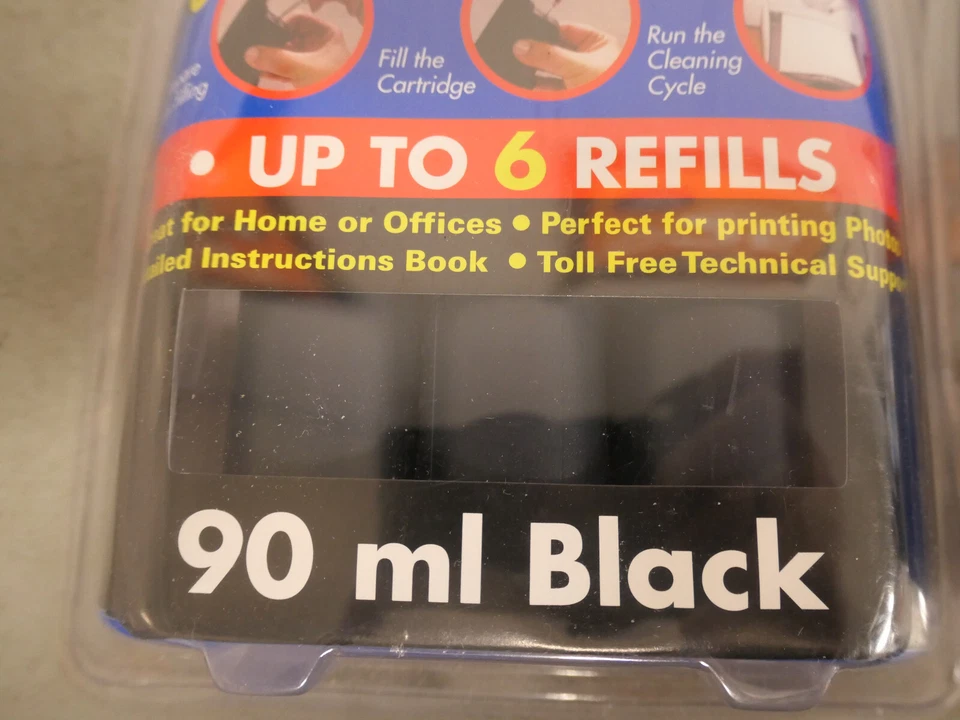 Fill the
Cartridge
Run the
Cleaning
Cycle
• UP TO 6 REFILLS
for Home or Offices • Perfect for printing Photo
Instructions Book • Toll Free Technical
90 ml Black